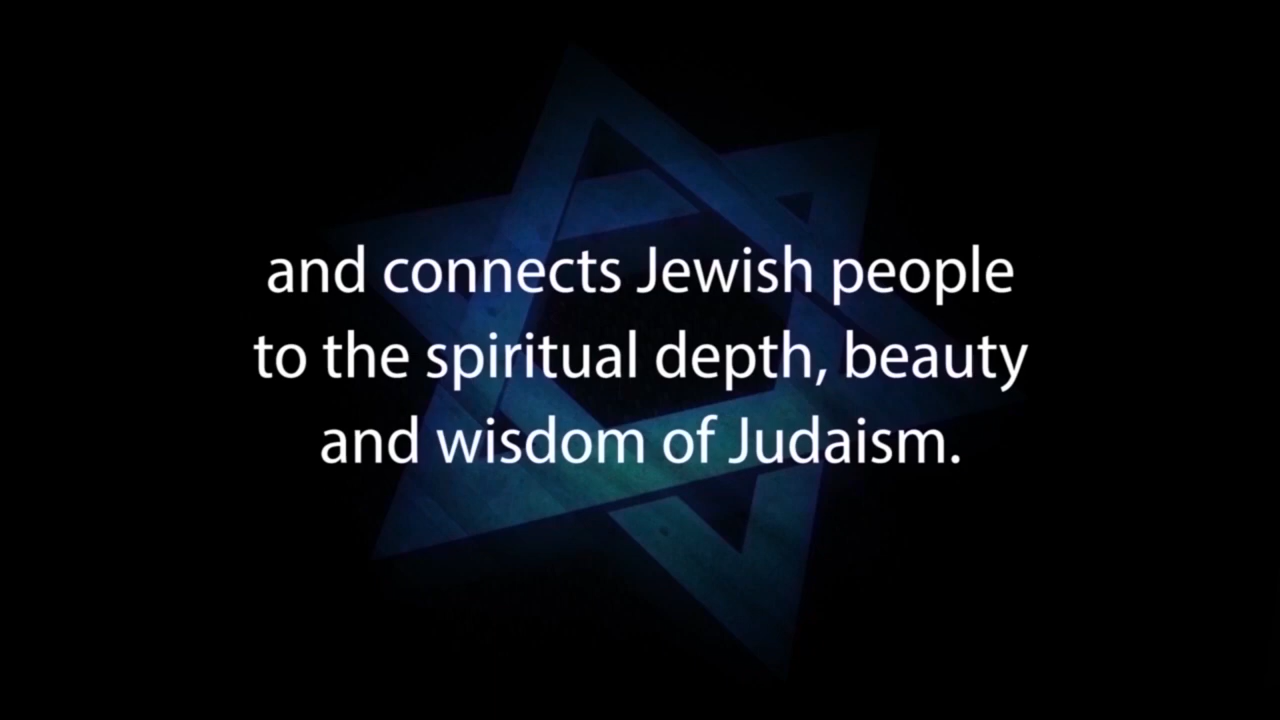 and connects Jewish people
to the spiritual depth, beauty
and wisdom of Judaism.